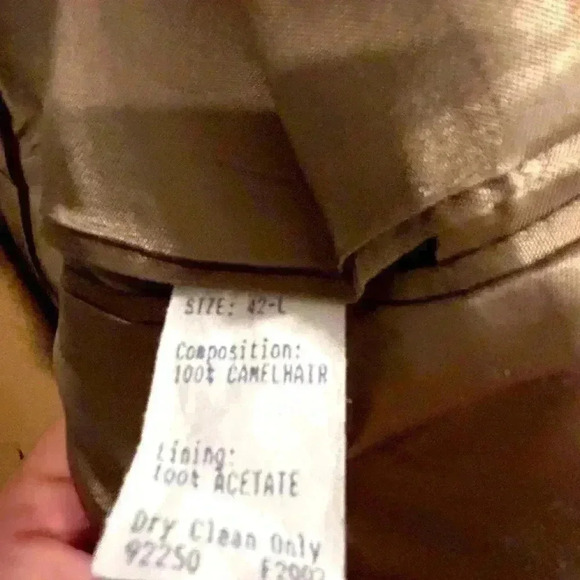 SIZE: 42-L
Composition:
100% CAMELHAIR
Lining:
100% ACETATE
Dry Clean Only
92250